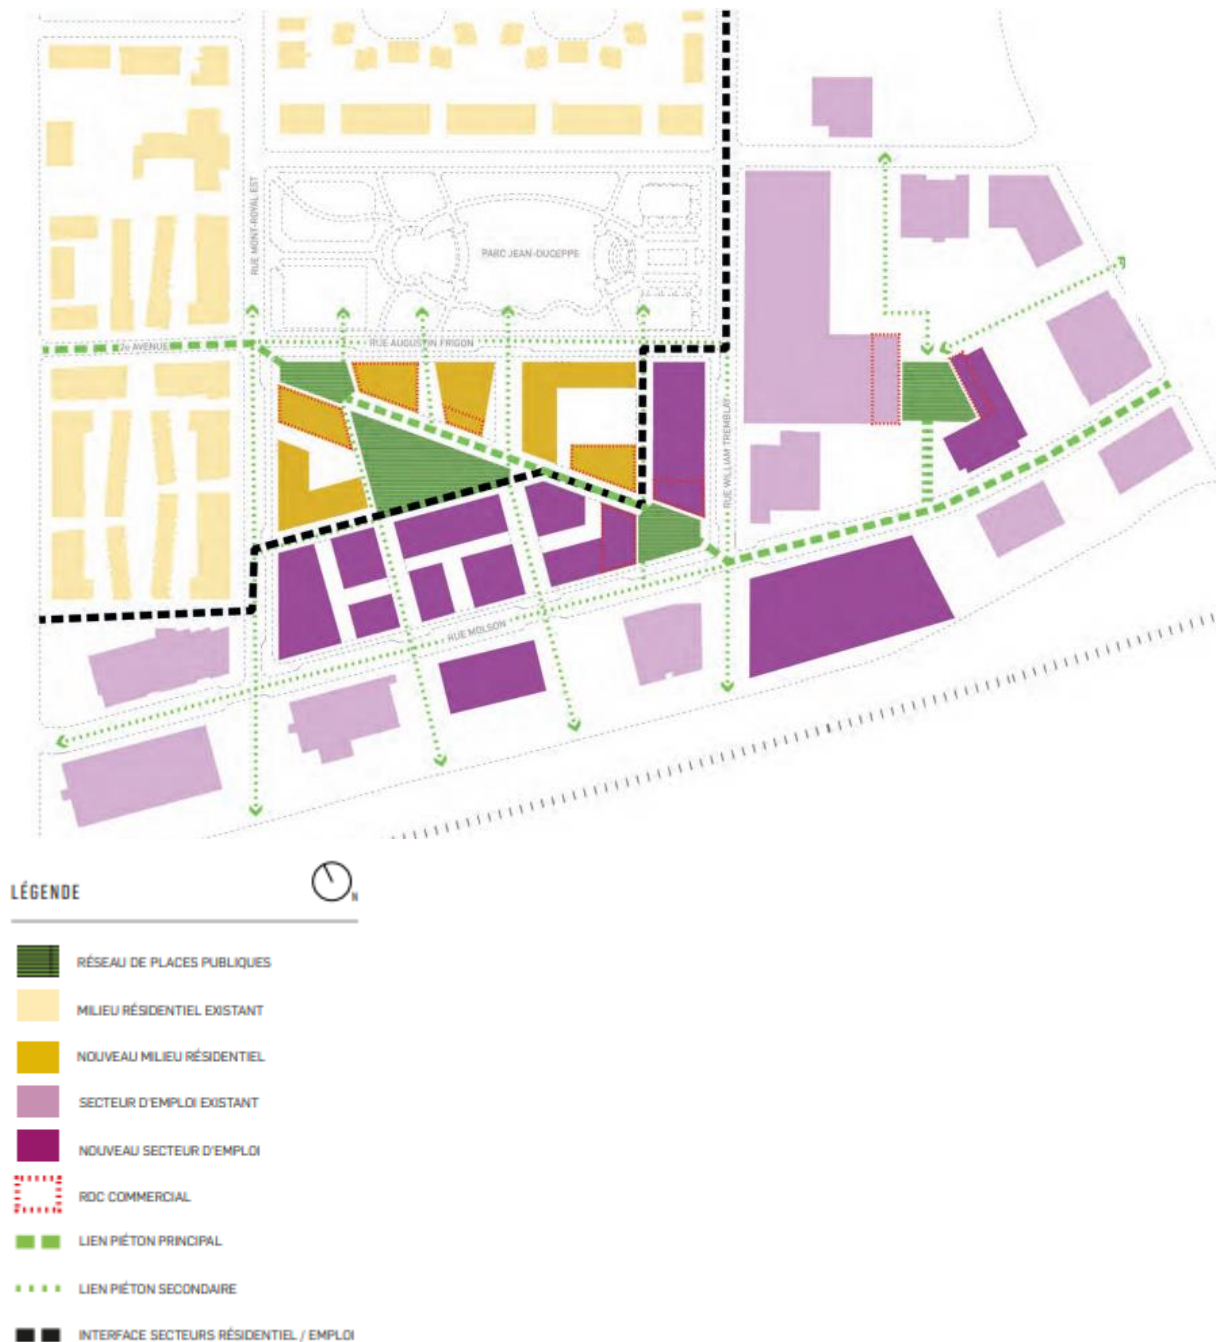 RUE MONT-ROYAL EST
PARC JEAN-DUCEPPE
RUE AUGUSTIN FRIGON
7e AVENUE
RUE WILLIAM TREMBLAY
RUE MOLSON
LÉGENDE
N
RÉSEAU DE PLACES PUBLIQUES
MILIEU RÉSIDENTIEL EXISTANT
NOUVEAU MILIEU RÉSIDENTIEL
SECTEUR D'EMPLOI EXISTANT
NOUVEAU SECTEUR D'EMPLOI
RDC COMMERCIAL
LIEN PIÉTON PRINCIPAL
LIEN PIÉTON SECONDAIRE
INTERFACE SECTEURS RÉSIDENTIEL / EMPLOI